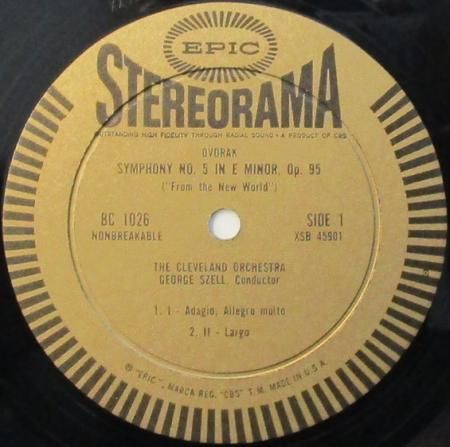 EPIC
STEREORAMA
OUTSTANDING HIGH FIDELITY THROUGH RADIAL SOUND • A PRODUCT OF CBS
DVORAK
SYMPHONY NO. 5 IN E MINOR, Op. 95
("From the New World")
BC 1026
NONBREAKABLE
SIDE 1
XSB 45901
THE CLEVELAND ORCHESTRA
GEORGE SZELL, Conductor
1. I - Adagio, Allegro molto
2. II - Largo
® "EPIC", MARCA REG. "CBS" T.M. MADE IN U.S.A.